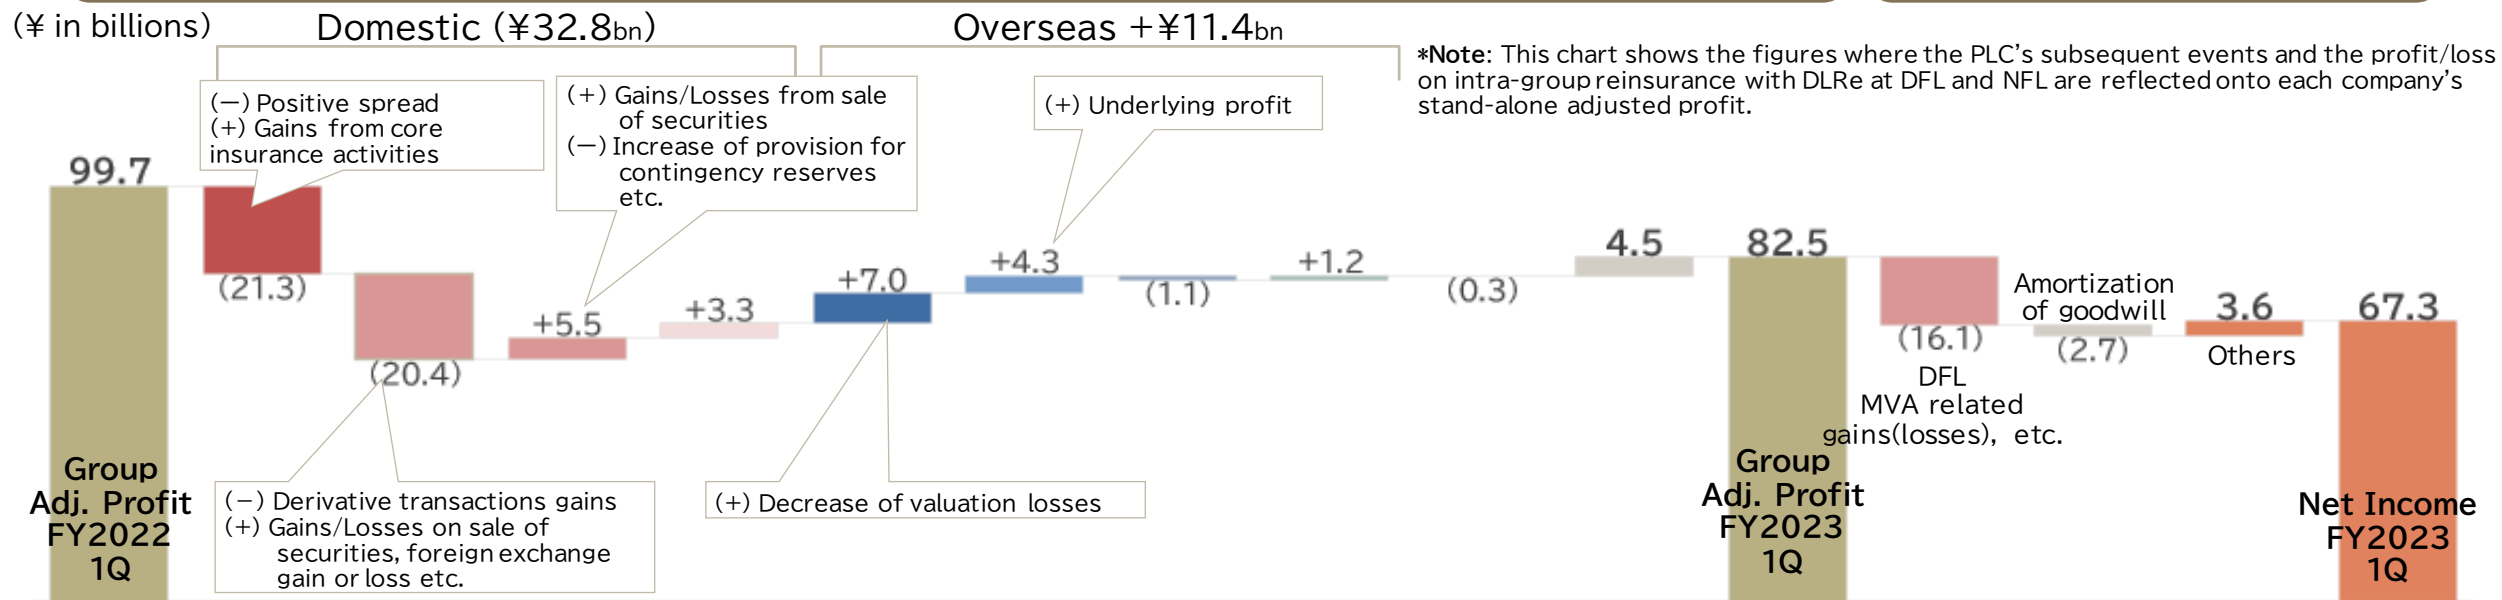 (¥ in billions)
Domestic (¥32.8bn)
Overseas +¥11.4bn
*Note: This chart shows the figures where the PLC's subsequent events and the profit/loss
on intra-group reinsurance with DLRe at DFL and NFL are reflected onto each company's
stand-alone adjusted profit.
(−) Positive spread
(+) Gains from core
insurance activities
(+) Gains/Losses from sale
of securities
(−) Increase of provision for
contingency reserves
etc.
(+) Underlying profit
99.7
(21.3)
(20.4)
+5.5
+3.3
+7.0
+4.3
(1.1)
+1.2
(0.3)
4.5
82.5
(16.1)
DFL
MVA related
gains(losses), etc.
Amortization
of goodwill
(2.7)
3.6
Others
67.3
Group
Adj. Profit
FY2022
1Q
(−) Derivative transactions gains
(+) Gains/Losses on sale of
securities, foreign exchange
gain or loss etc.
(+) Decrease of valuation losses
Group
Adj. Profit
FY2023
1Q
Net Income
FY2023
1Q